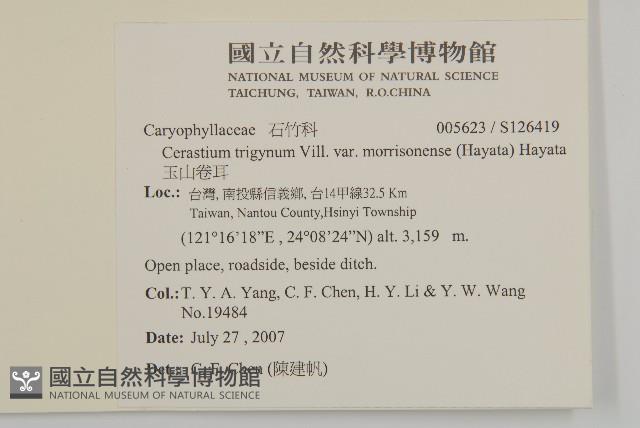 國立自然科學博物館
NATIONAL MUSEUM OF NATURAL SCIENCE
TAICHUNG, TAIWAN, R.O.CHINA
Caryophyllaceae 石竹科 005623 / S126419
Cerastium trigynum Vill. var. morrisonense (Hayata) Hayata
玉山卷耳
Loc.: 台灣, 南投縣信義鄉, 台14甲線32.5 Km
Taiwan, Nantou County,Hsinyi Township
(121°16'18”E , 24°08'24”N) alt. 3,159 m.
Open place, roadside, beside ditch.
Col.: T. Y. A. Yang, C. F. Chen, H. Y. Li & Y. W. Wang
No.19484
Date: July 27 , 2007
Det.: C. F. Chen (陳建帆)
國立自然科學博物館
NATIONAL MUSEUM OF NATURAL SCIENCE